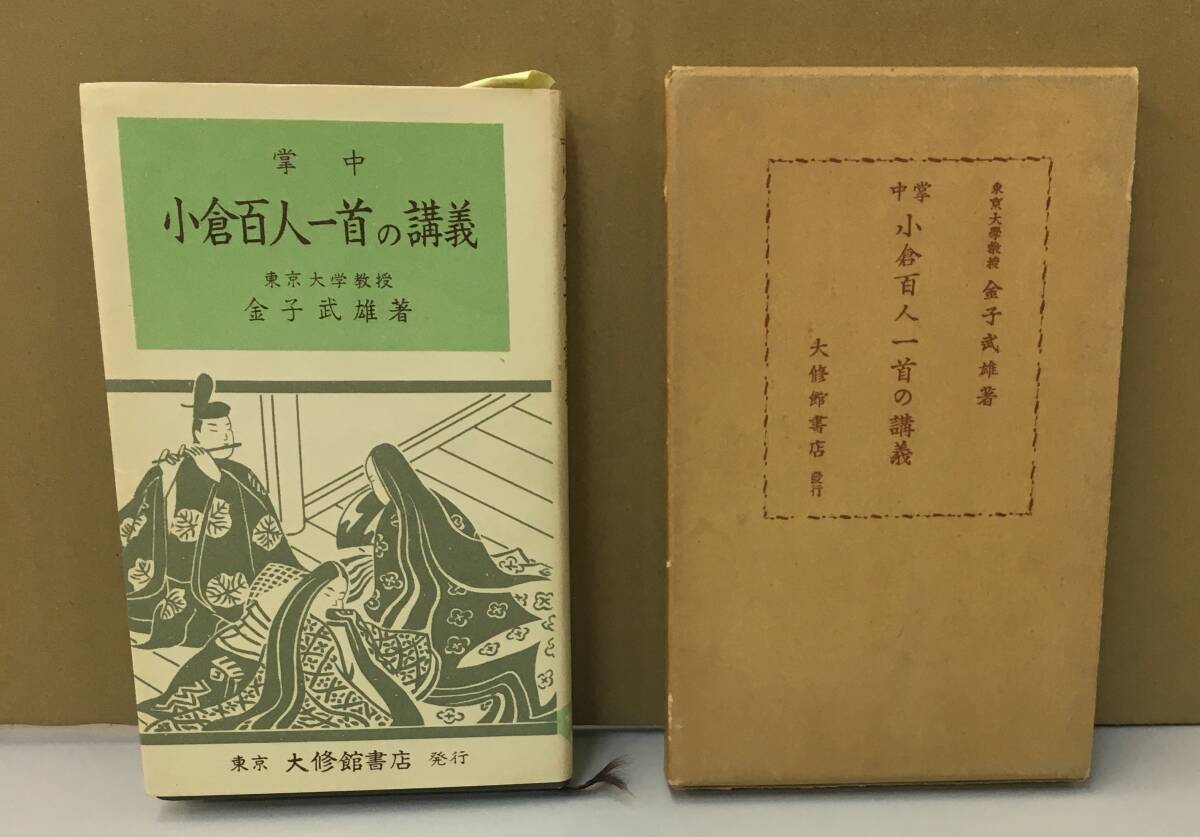 掌中
小倉百人一首の講義
東京大学教授
金子武雄著
東京 大修館書店 発行
東京大學教授 金子武雄著
掌中 小倉百人一首の講義
大修館書店 發行